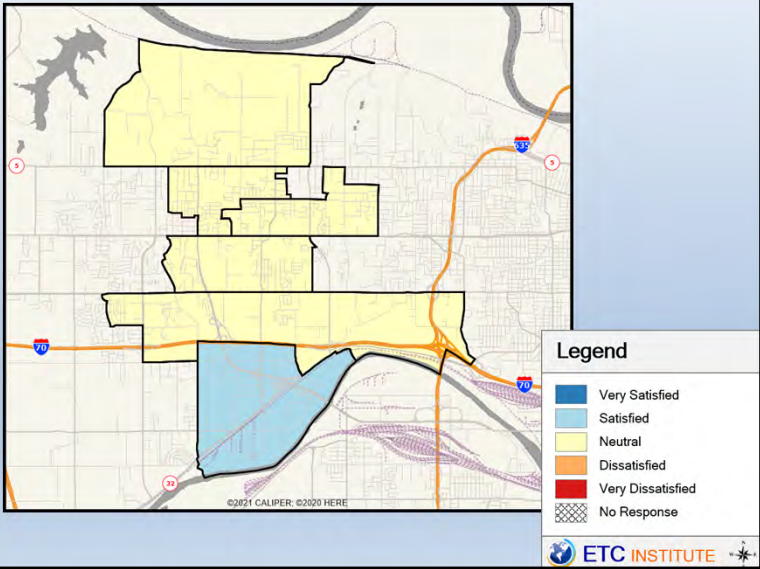 635
5
5
70
70
32
©2021 CALIPER; ©2020 HERE
Legend
Very Satisfied
Satisfied
Neutral
Dissatisfied
Very Dissatisfied
No Response
ETC INSTITUTE
N